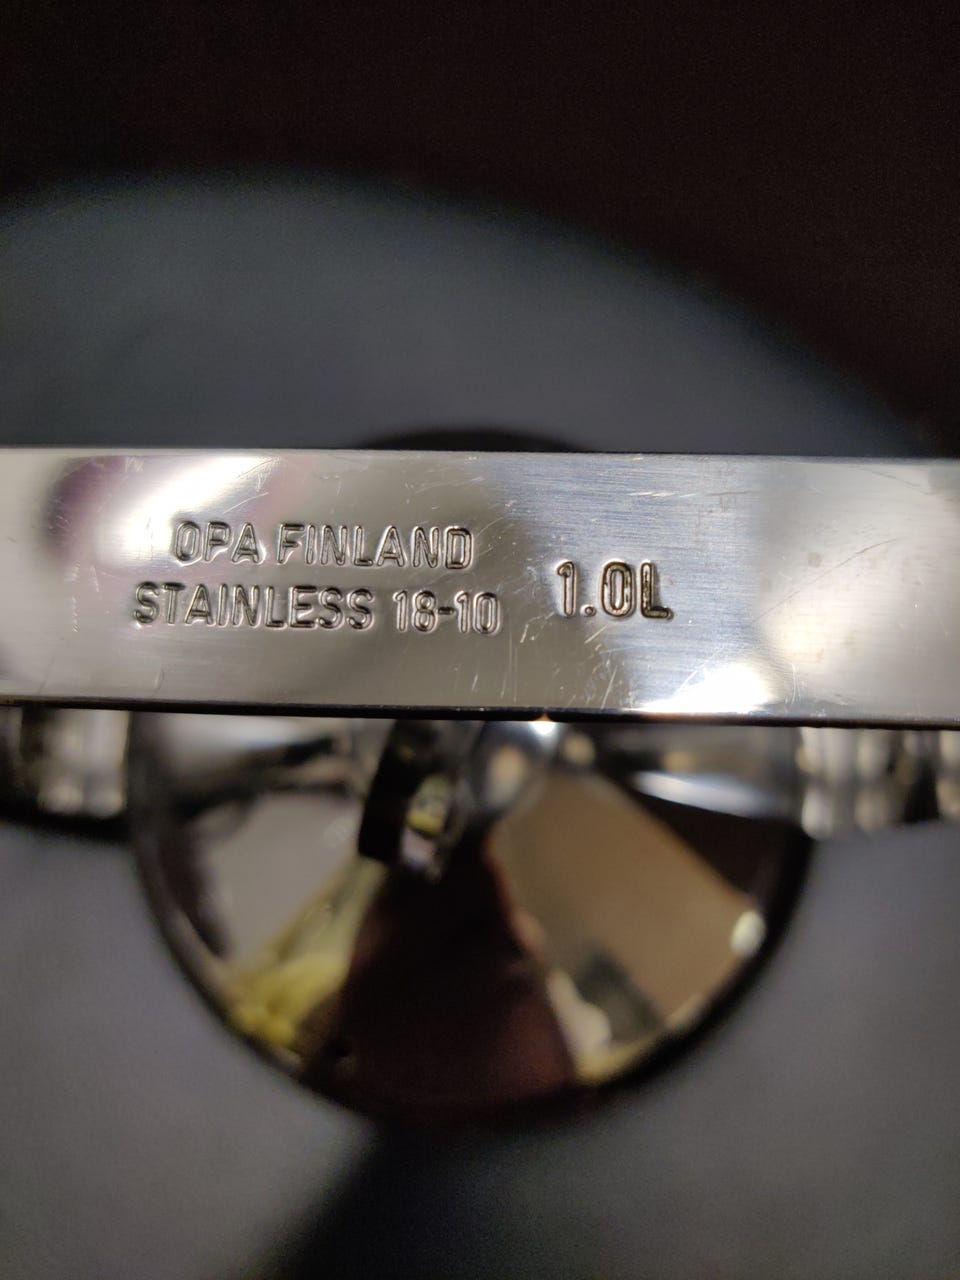 OPA FINLAND
STAINLESS 18-10
1.0L